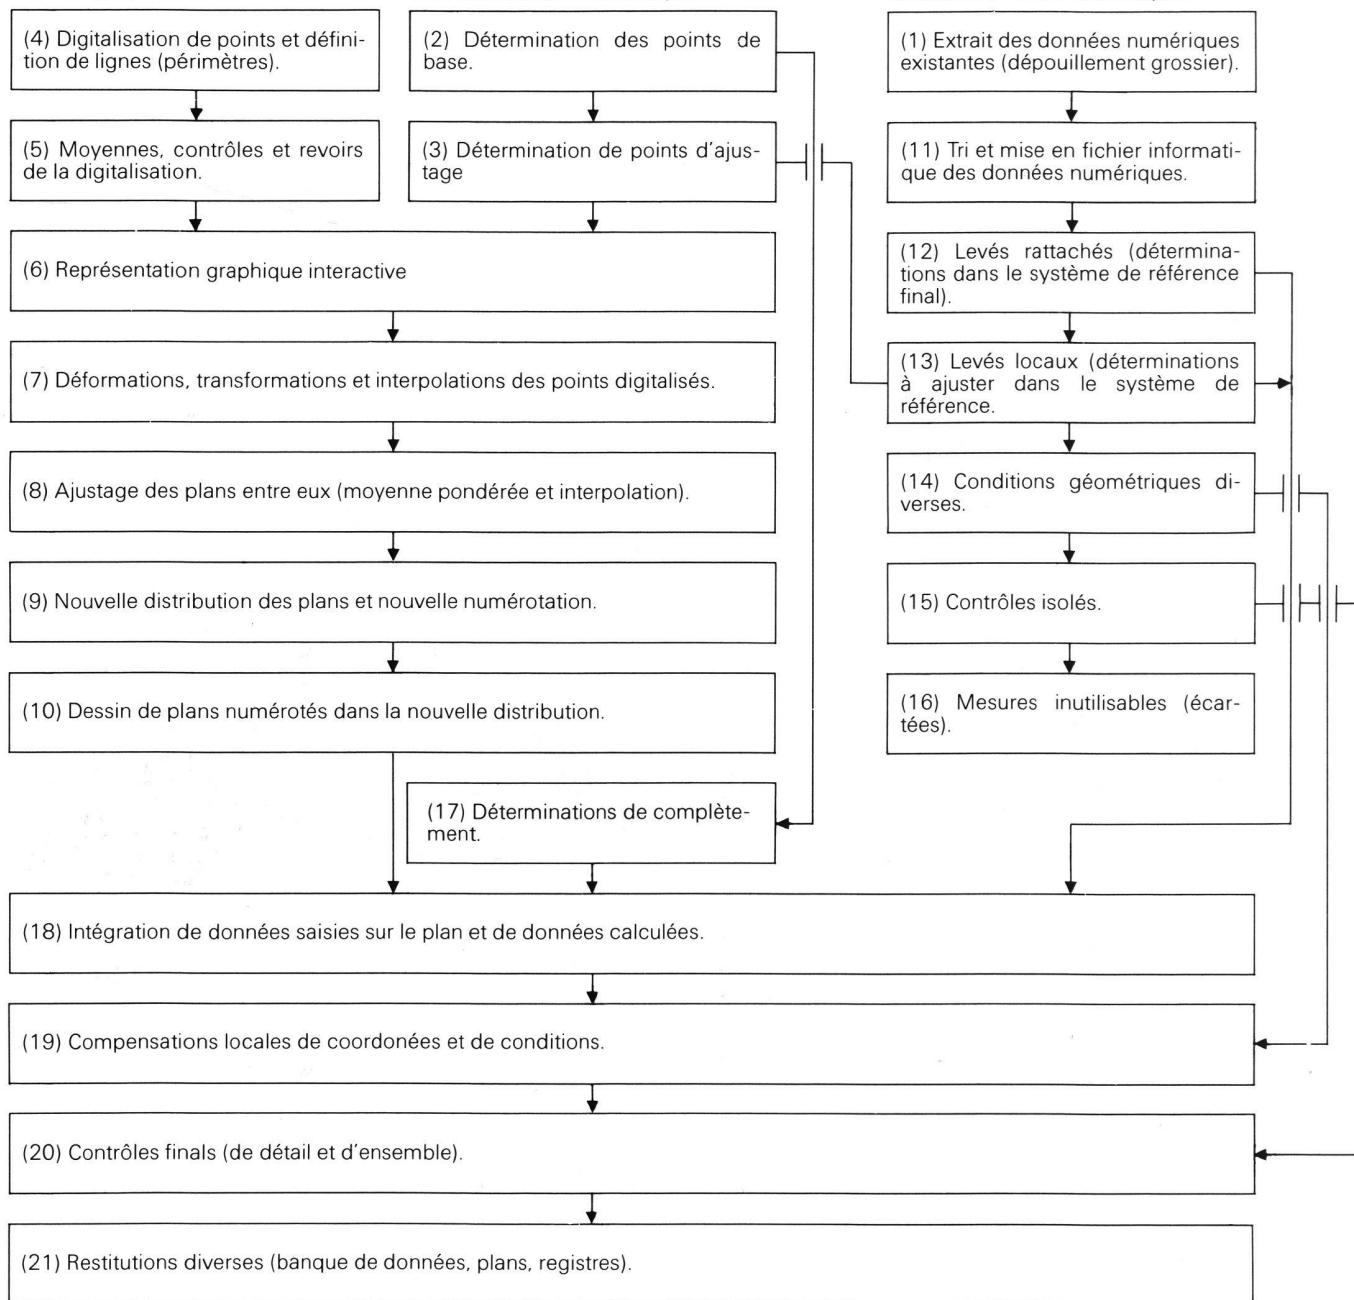 (4) Digitalisation de points et défini-
tion de lignes (périmètres).
(2) Détermination des points de
base.
(1) Extrait des données numériques
existantes (dépouillement grossier).
(5) Moyennes, contrôles et revoirs
de la digitalisation.
(3) Détermination de points d'ajus-
tage
(11) Tri et mise en fichier informati-
que des données numériques.
(6) Représentation graphique interactive
(12) Levés rattachés (détermina-
tions dans le système de référence
final).
(7) Déformations, transformations et interpolations des points digitalisés.
(13) Levés locaux (déterminations
à ajuster dans le système de
référence.
(8) Ajustage des plans entre eux (moyenne pondérée et interpolation).
(14) Conditions géométriques di-
verses.
(9) Nouvelle distribution des plans et nouvelle numérotation.
(15) Contrôles isolés.
(10) Dessin de plans numérotés dans la nouvelle distribution.
(16) Mesures inutilisables (écar-
tées).
(17) Déterminations de complète-
ment.
(18) Intégration de données saisies sur le plan et de données calculées.
(19) Compensations locales de coordonées et de conditions.
(20) Contrôles finals (de détail et d'ensemble).
(21) Restitutions diverses (banque de données, plans, registres).